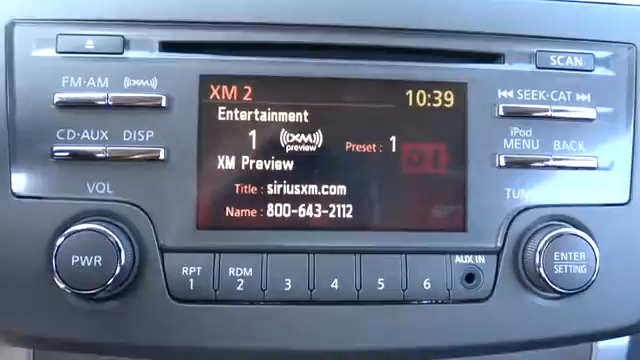 SCAN
FM·AM
((XM))
SEEK·CAT
CD·AUX
DISP
iPod
MENU
BACK
VOL
PWR
XM 2
10:39
Entertainment
1
((XM))
preview
Preset : 1
XM Preview
Title : siriusxm.com
Name : 800-643-2112
RPT
1
RDM
2
3
4
5
6
AUX IN
TUN
ENTER
SETTING